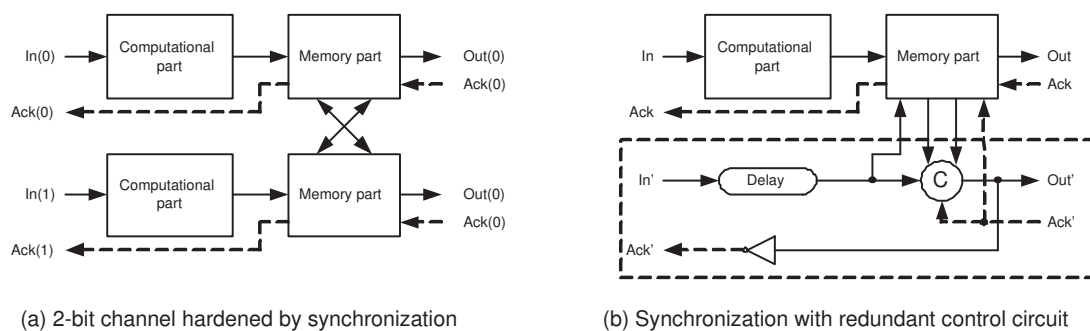 In(0)
Computational
part
Memory part
Out(0)
Ack(0)
Ack(0)
In(1)
Computational
part
Memory part
Out(0)
Ack(0)
Ack(1)
(a) 2-bit channel hardened by synchronization
In
Computational
part
Memory part
Out
Ack
Ack
In'
Delay
C
Out'
Ack'
Ack'
(b) Synchronization with redundant control circuit